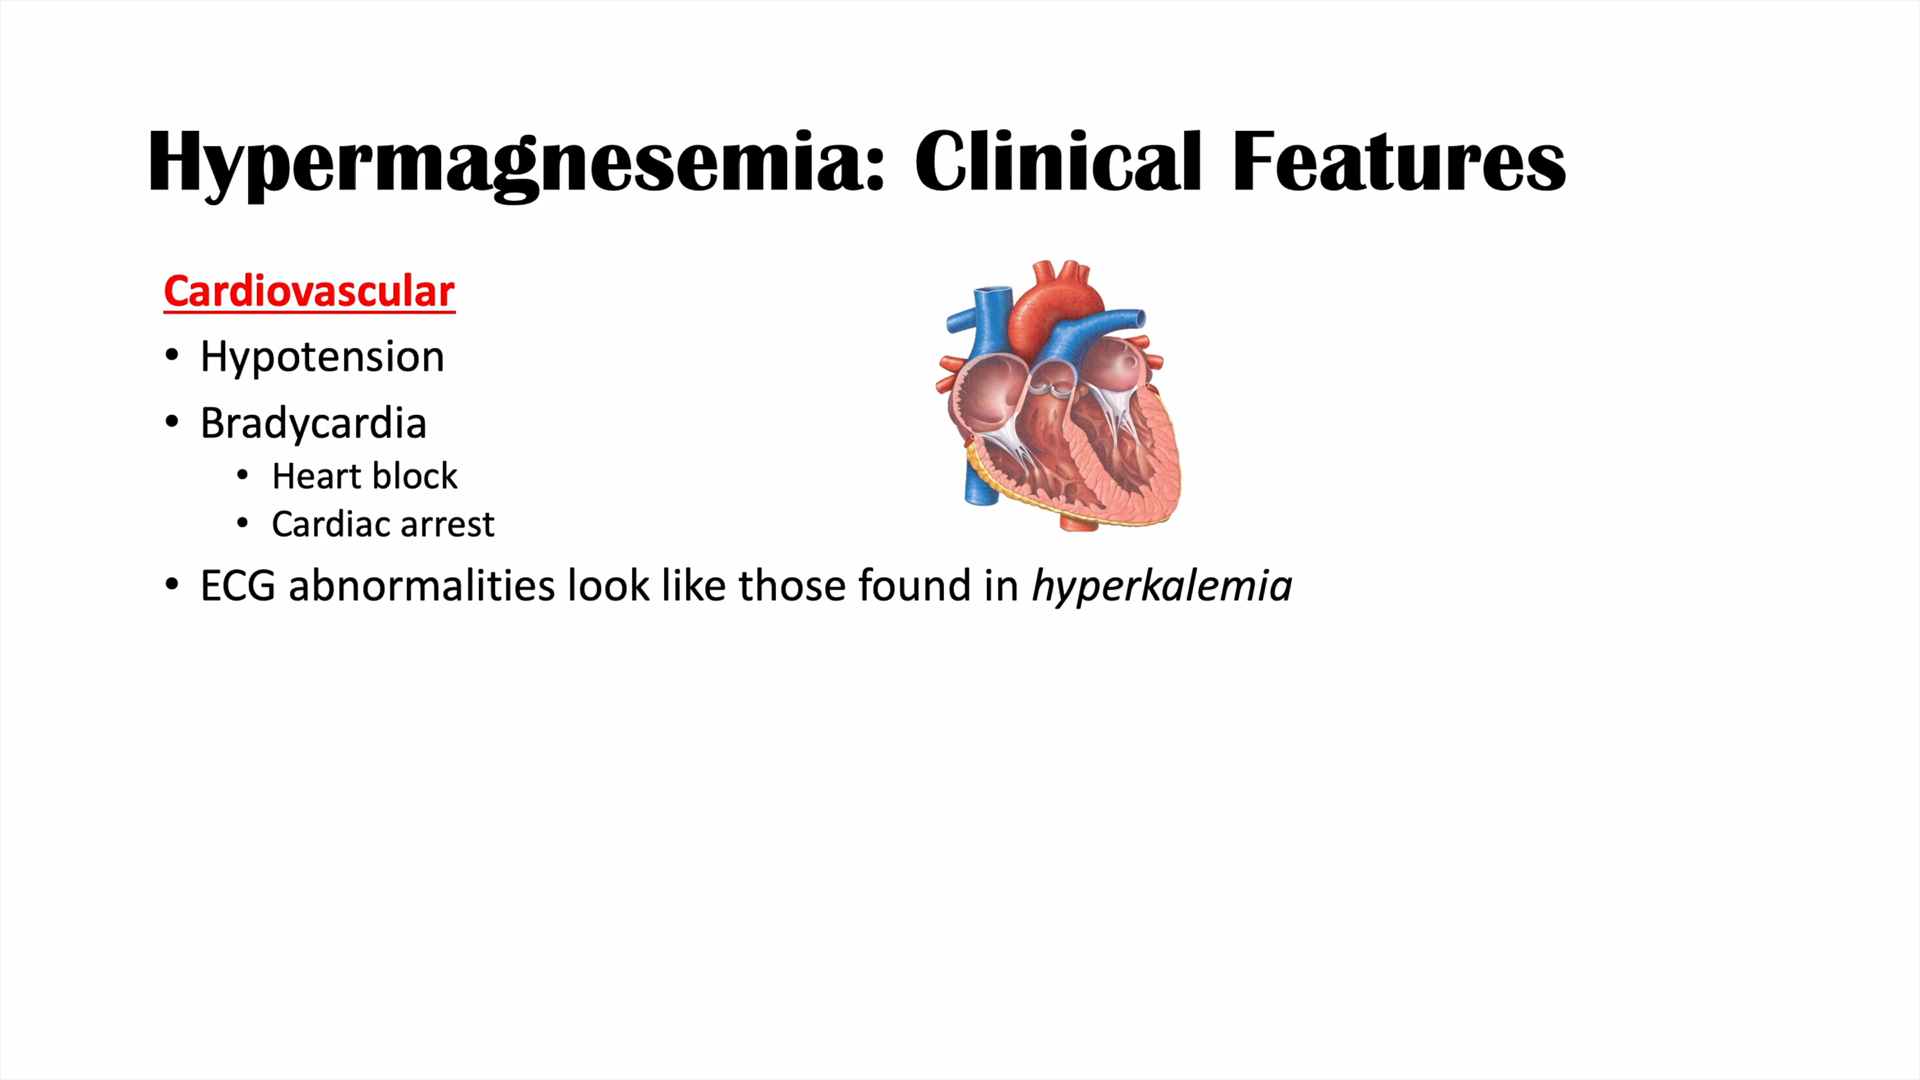 Hypermagnesemia: Clinical Features
Cardiovascular
• Hypotension
• Bradycardia
• Heart block
• Cardiac arrest
• ECG abnormalities look like those found in hyperkalemia